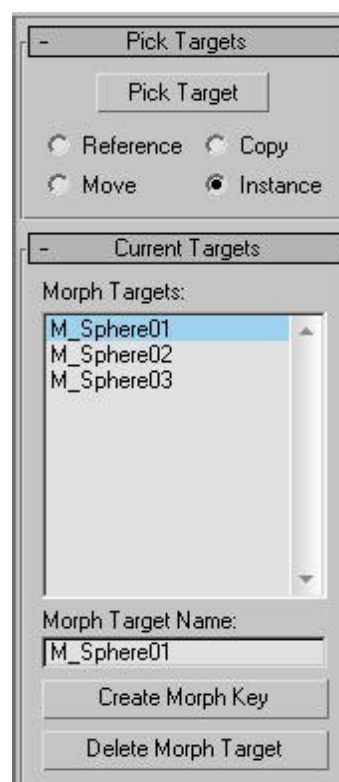 - Pick Targets
Pick Target
Reference Copy
Move Instance
- Current Targets
Morph Targets:
M_Sphere01
M_Sphere02
M_Sphere03
Morph Target Name:
M_Sphere01
Create Morph Key
Delete Morph Target